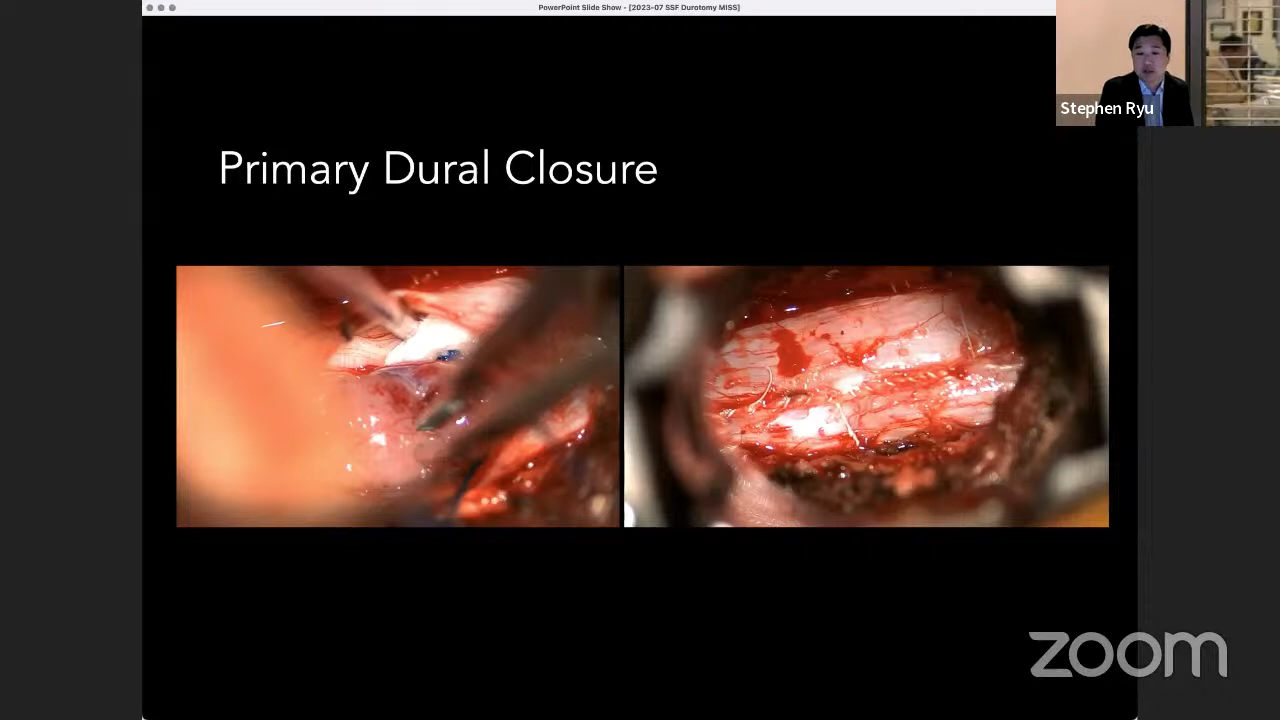 PowerPoint Slide Show - [2023-07 SSF Durotomy MISS]
Stephen Ryu
Primary Dural Closure
zoom